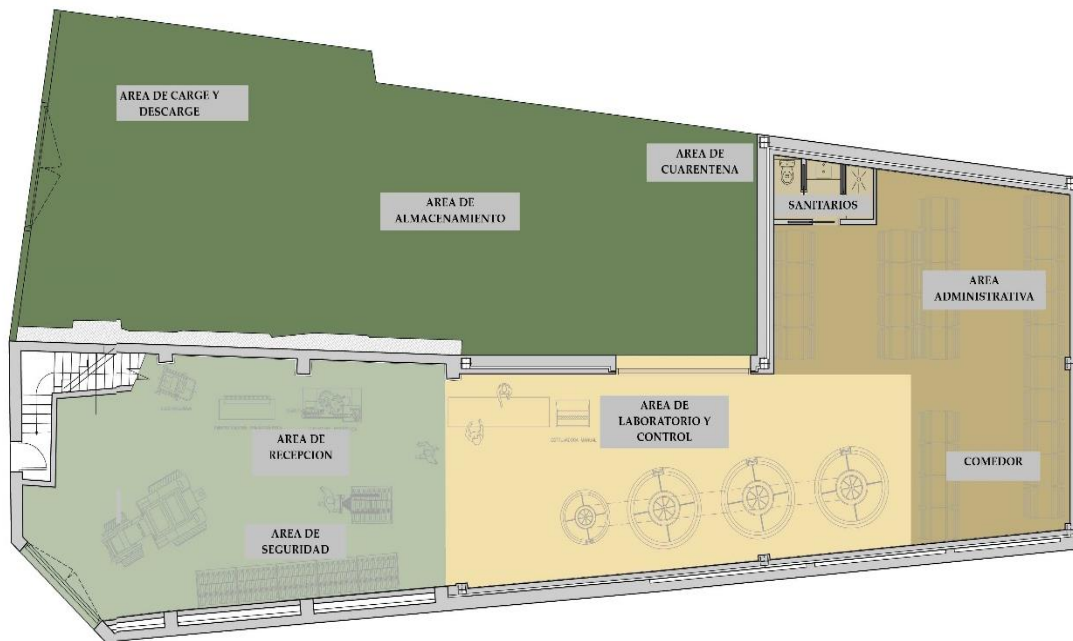 AREA DE CARGE Y
DESCARGE
AREA DE
CUARENTENA
AREA DE
ALMACENAMIENTO
SANITARIOS
AREA
ADMINISTRATIVA
AREA DE
LABORATORIO Y
CONTROL
AREA DE
RECEPCION
COMEDOR
AREA DE
SEGURIDAD